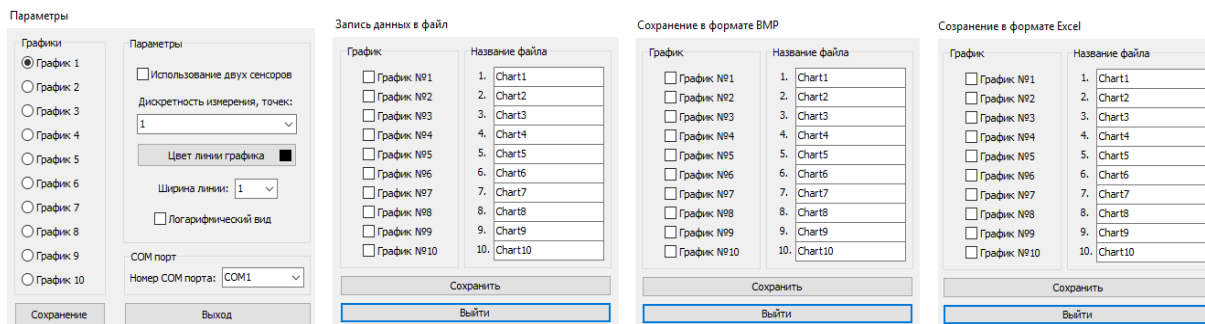 Параметры
Графики
График 1
График 2
График 3
График 4
График 5
График 6
График 7
График 8
График 9
График 10
Сохранение
Параметры
Использование двух сенсоров
Дискретность измерения, точек:
1
Цвет линии графика
Ширина линии: 1
Логарифмический вид
COM порт
Номер COM порта: COM1
Выход
Запись данных в файл
График
Название файла
График №1 1. Chart1
График №2 2. Chart2
График №3 3. Chart3
График №4 4. Chart4
График №5 5. Chart5
График №6 6. Chart6
График №7 7. Chart7
График №8 8. Chart8
График №9 9. Chart9
График №10 10. Chart10
Сохранить
Выйти
Сохранение в формате BMP
График
Название файла
График №1 1. Chart1
График №2 2. Chart2
График №3 3. Chart3
График №4 4. Chart4
График №5 5. Chart5
График №6 6. Chart6
График №7 7. Chart7
График №8 8. Chart8
График №9 9. Chart9
График №10 10. Chart10
Сохранить
Выйти
Созранение в формате Excel
График
Название файла
График №1 1. Chart1
График №2 2. Chart2
График №3 3. Chart3
График №4 4. Chart4
График №5 5. Chart5
График №6 6. Chart6
График №7 7. Chart7
График №8 8. Chart8
График №9 9. Chart9
График №10 10. Chart10
Сохранить
Выйти